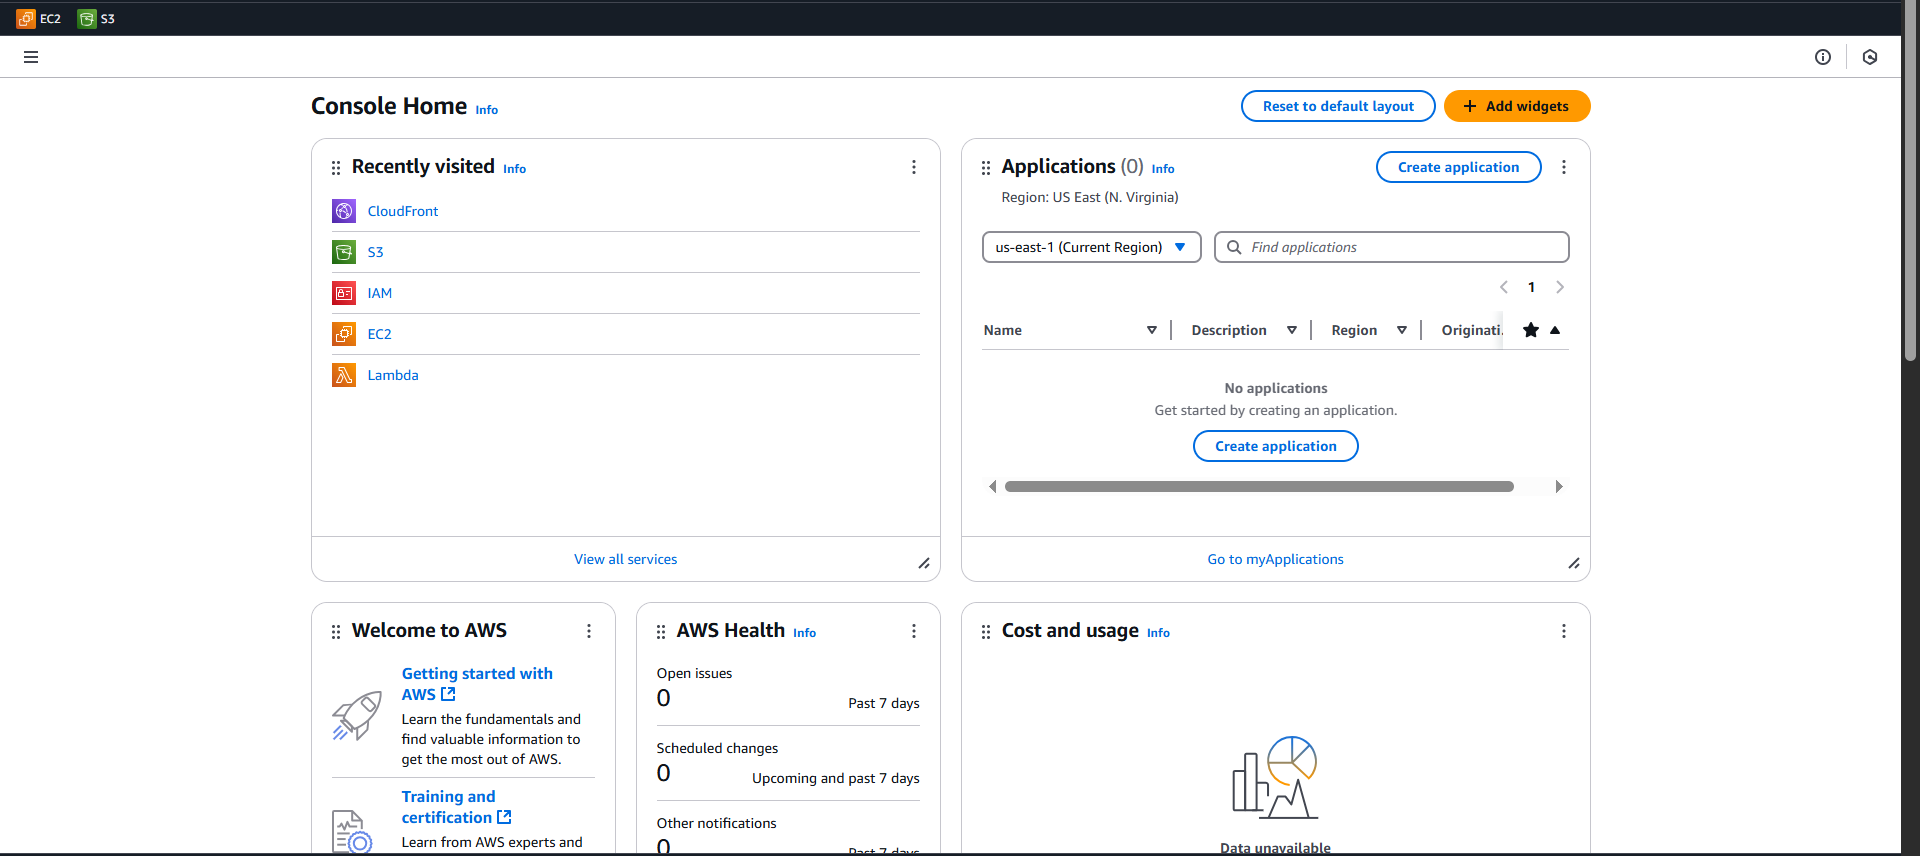 EC2 S3
Console Home Info
Reset to default layout
Add widgets
Recently visited Info
CloudFront
S3
IAM
EC2
Lambda
View all services
Applications (0) Info
Create application
Region: US East (N. Virginia)
us-east-1 (Current Region)
Find applications
1
Name Description Region Originati.
No applications
Get started by creating an application.
Create application
Go to myApplications
Welcome to AWS
Getting started with
AWS
Learn the fundamentals and
find valuable information to
get the most out of AWS.
Training and
certification
Learn from AWS experts and
AWS Health Info
Open issues
0 Past 7 days
Scheduled changes
0 Upcoming and past 7 days
Other notifications
0 Past 7 days
Cost and usage Info
Data unavailable